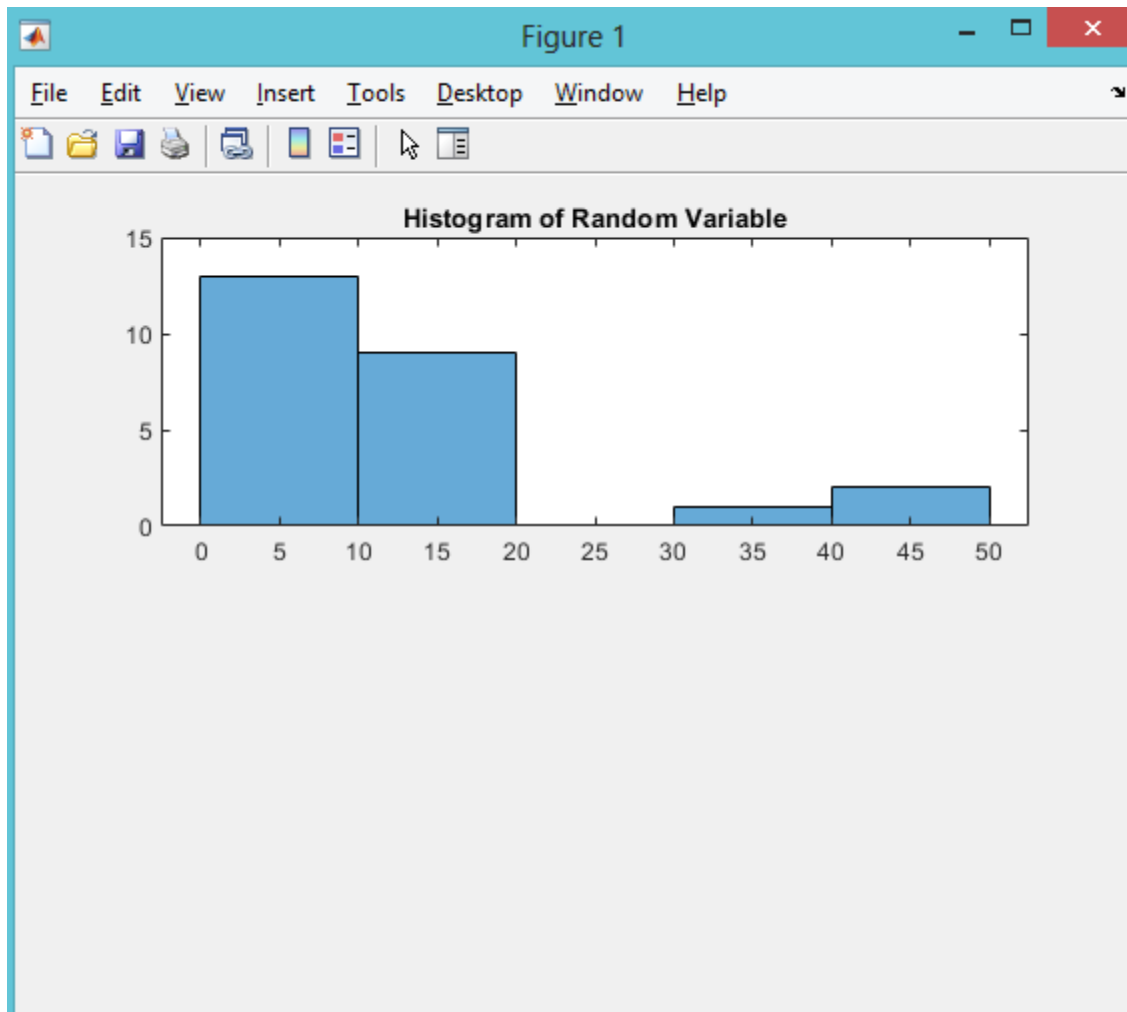 Figure 1
File Edit View Insert Tools Desktop Window Help
Histogram of Random Variable
15
10
5
0
0 5 10 15 20 25 30 35 40 45 50